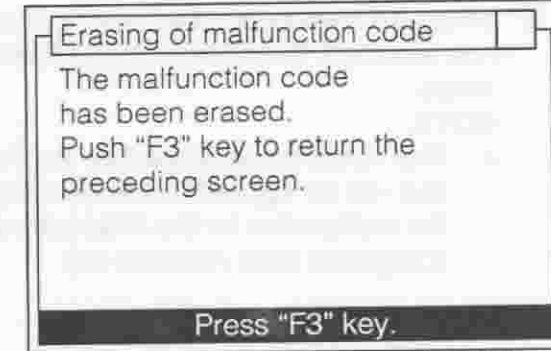 Erasing of malfunction code
The malfunction code
has been erased.
Push “F3” key to return the
preceding screen.
Press “F3” key.